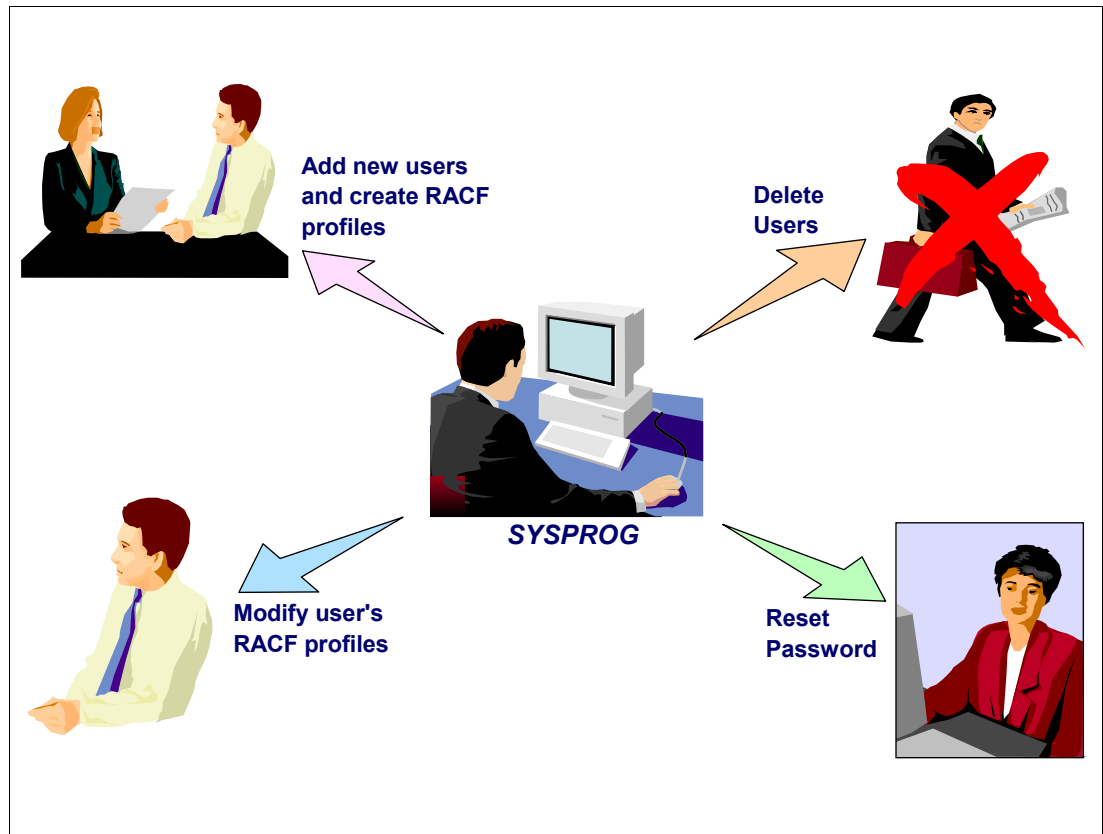 Add new users
and create RACF
profiles
Delete
Users
SYSPROG
Modify user's
RACF profiles
Reset
Password